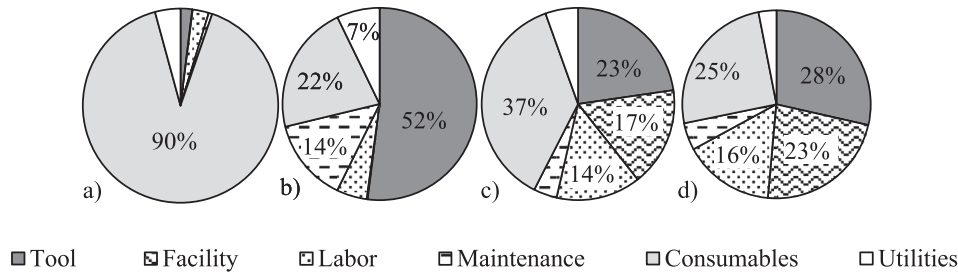 7%
23%
28%
25%
22%
37%
52%
17%
90%
14%
16%
23%
14%
a)
b)
c)
d)
Tool Facility Labor Maintenance Consumables Utilities